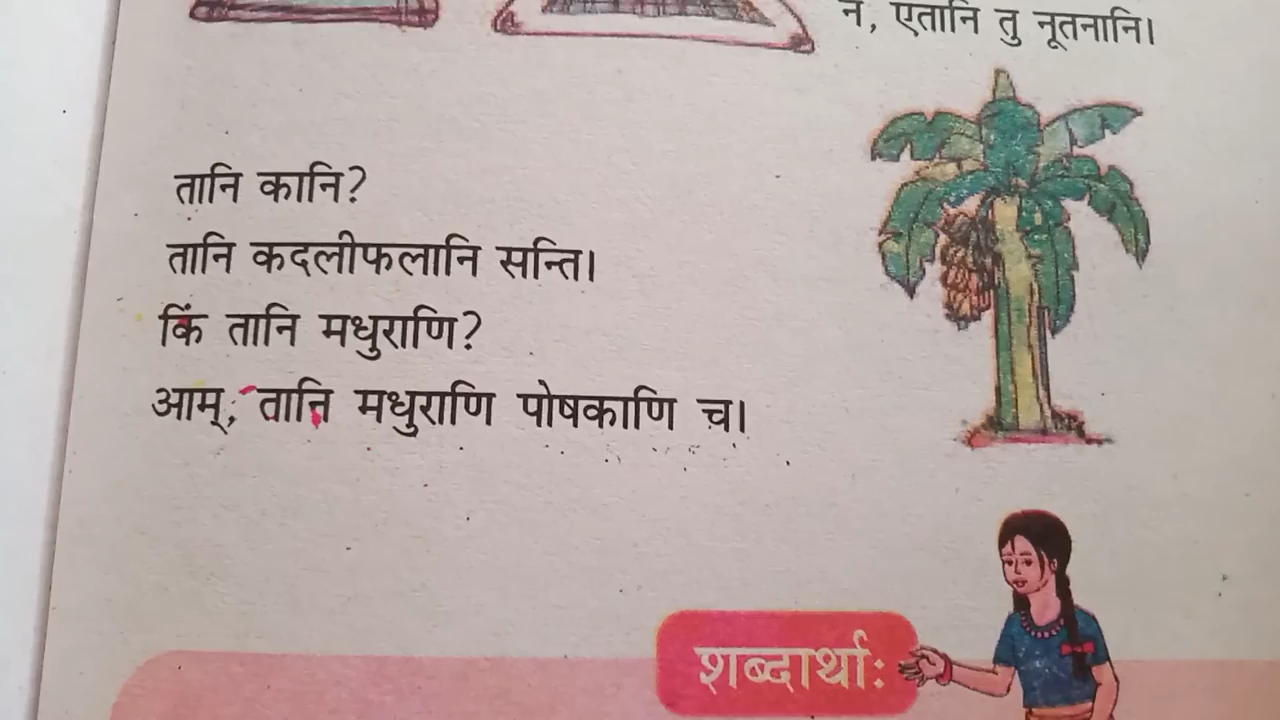 न, एतानि तु नूतनानि।
तानि कानि?
तानि कदलीफलानि सन्ति।
किं तानि मधुराणि?
आम्, तानि मधुराणि पोषकाणि च।
शब्दार्थाः